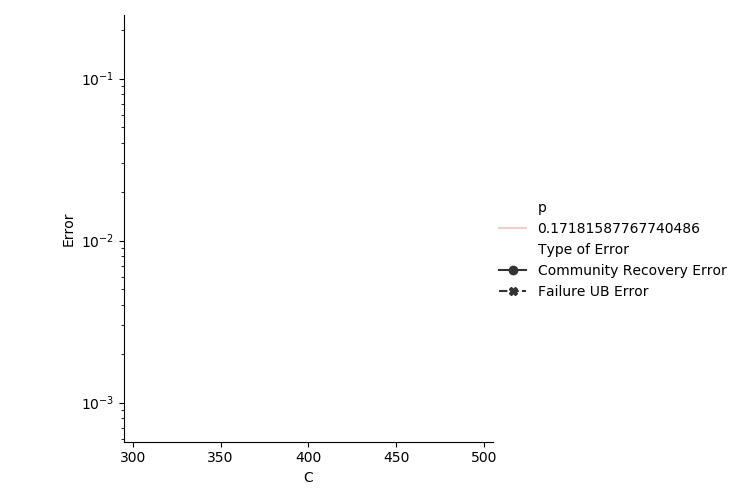 10⁻¹
10⁻²
10⁻³
Error
300 350 400 450 500
C
p
0.17181587767740486
Type of Error
Community Recovery Error
Failure UB Error